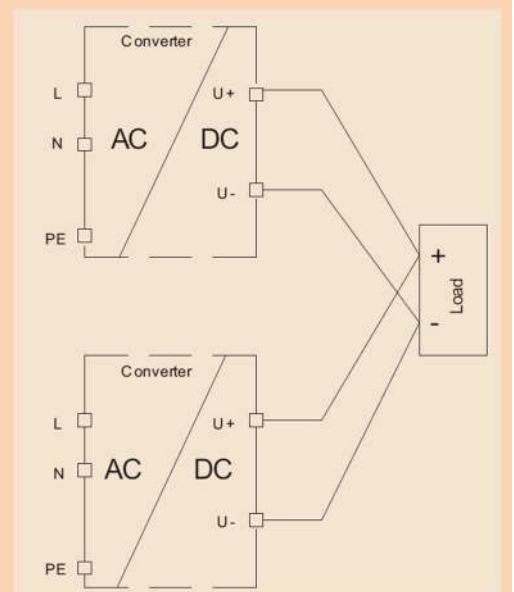 Converter
L
U+
N
AC
DC
U-
PE
+
Load
-
Converter
L
U+
N
AC
DC
U-
PE